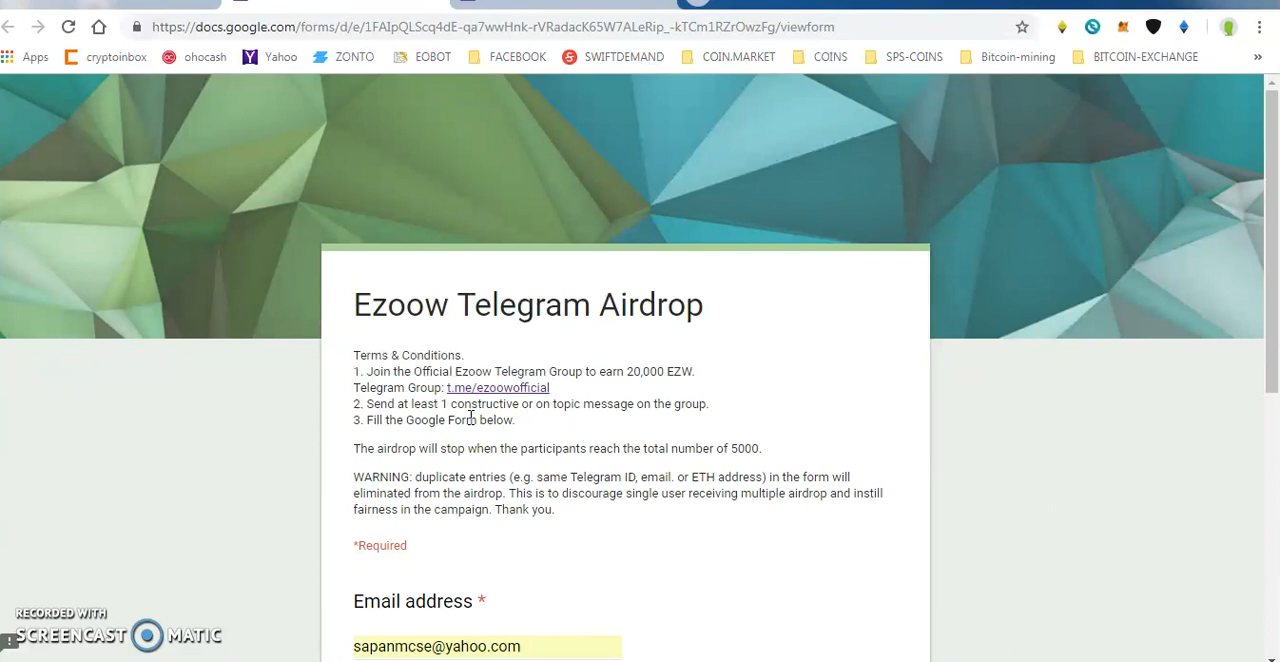 https://docs.google.com/forms/d/e/1FAIpQLScq4dE-qa7wwHnk-rVRadacK65W7ALeRip_-kTCm1RZrOwzFg/viewform
Apps cryptoinbox ohocash Yahoo ZONTO EOBOT FACEBOOK SWIFTDEMAND COIN.MARKET COINS SPS-COINS Bitcoin-mining BITCOIN-EXCHANGE »
Ezoow Telegram Airdrop
Terms & Conditions.
1. Join the Official Ezoow Telegram Group to earn 20,000 EZW.
Telegram Group: t.me/ezoowofficial
2. Send at least 1 constructive or on topic message on the group.
3. Fill the Google Form below.
The airdrop will stop when the participants reach the total number of 5000.
WARNING: duplicate entries (e.g. same Telegram ID, email. or ETH address) in the form will
eliminated from the airdrop. This is to discourage single user receiving multiple airdrop and instill
fairness in the campaign. Thank you.
*Required
Email address *
sapanmcse@yahoo.com
RECORDED WITH
SCREENCAST MATIC